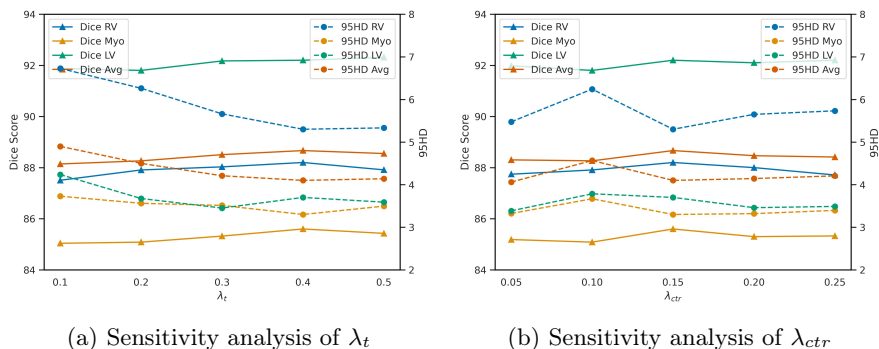 94
92
90
88
86
84
Dice Score
Dice RV
Dice Myo
Dice LV
Dice Avg
95HD RV
95HD Myo
95HD LV
95HD Avg
8
7
6
5
4
3
2
95HD
0.1 0.2 0.3 0.4 0.5
λt
(a) Sensitivity analysis of λt
94
92
90
88
86
84
Dice Score
Dice RV
Dice Myo
Dice LV
Dice Avg
95HD RV
95HD Myo
95HD LV
95HD Avg
8
7
6
5
4
3
2
95HD
0.05 0.10 0.15 0.20 0.25
λctr
(b) Sensitivity analysis of λctr